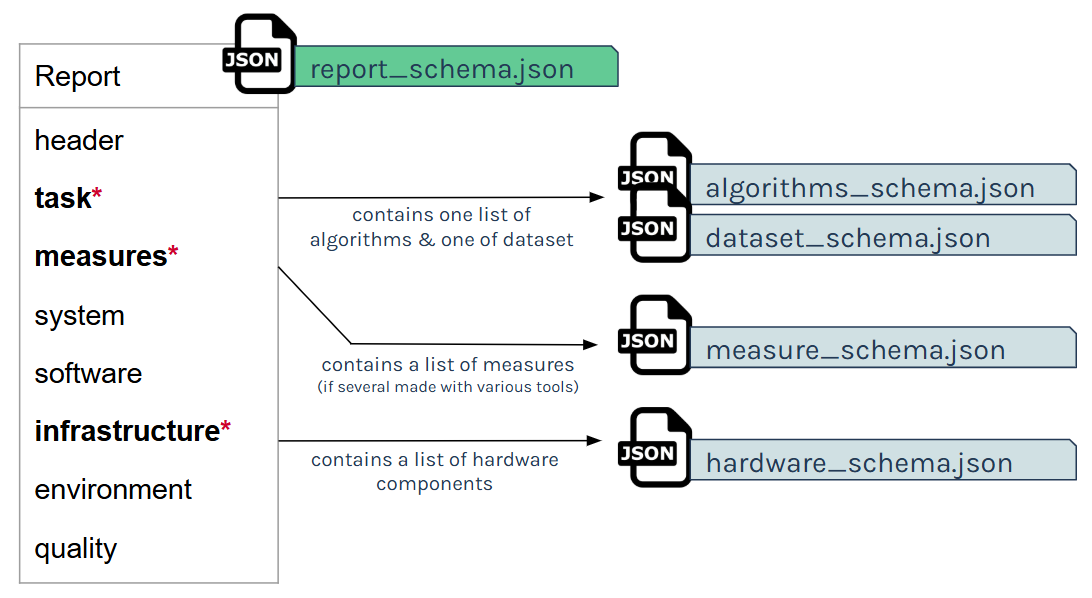 JSON
report_schema.json
Report
header
task*
measures*
system
software
infrastructure*
environment
quality
contains one list of
algorithms & one of dataset
JSON
algorithms_schema.json
JSON
dataset_schema.json
contains a list of measures
(if several made with various tools)
JSON
measure_schema.json
contains a list of hardware
components
JSON
hardware_schema.json